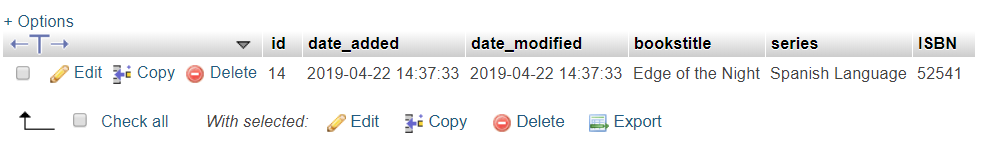 + Options
id date_added date_modified bookstitle series ISBN
Edit Copy Delete 14 2019-04-22 14:37:33 2019-04-22 14:37:33 Edge of the Night Spanish Language 52541
Check all With selected: Edit Copy Delete Export